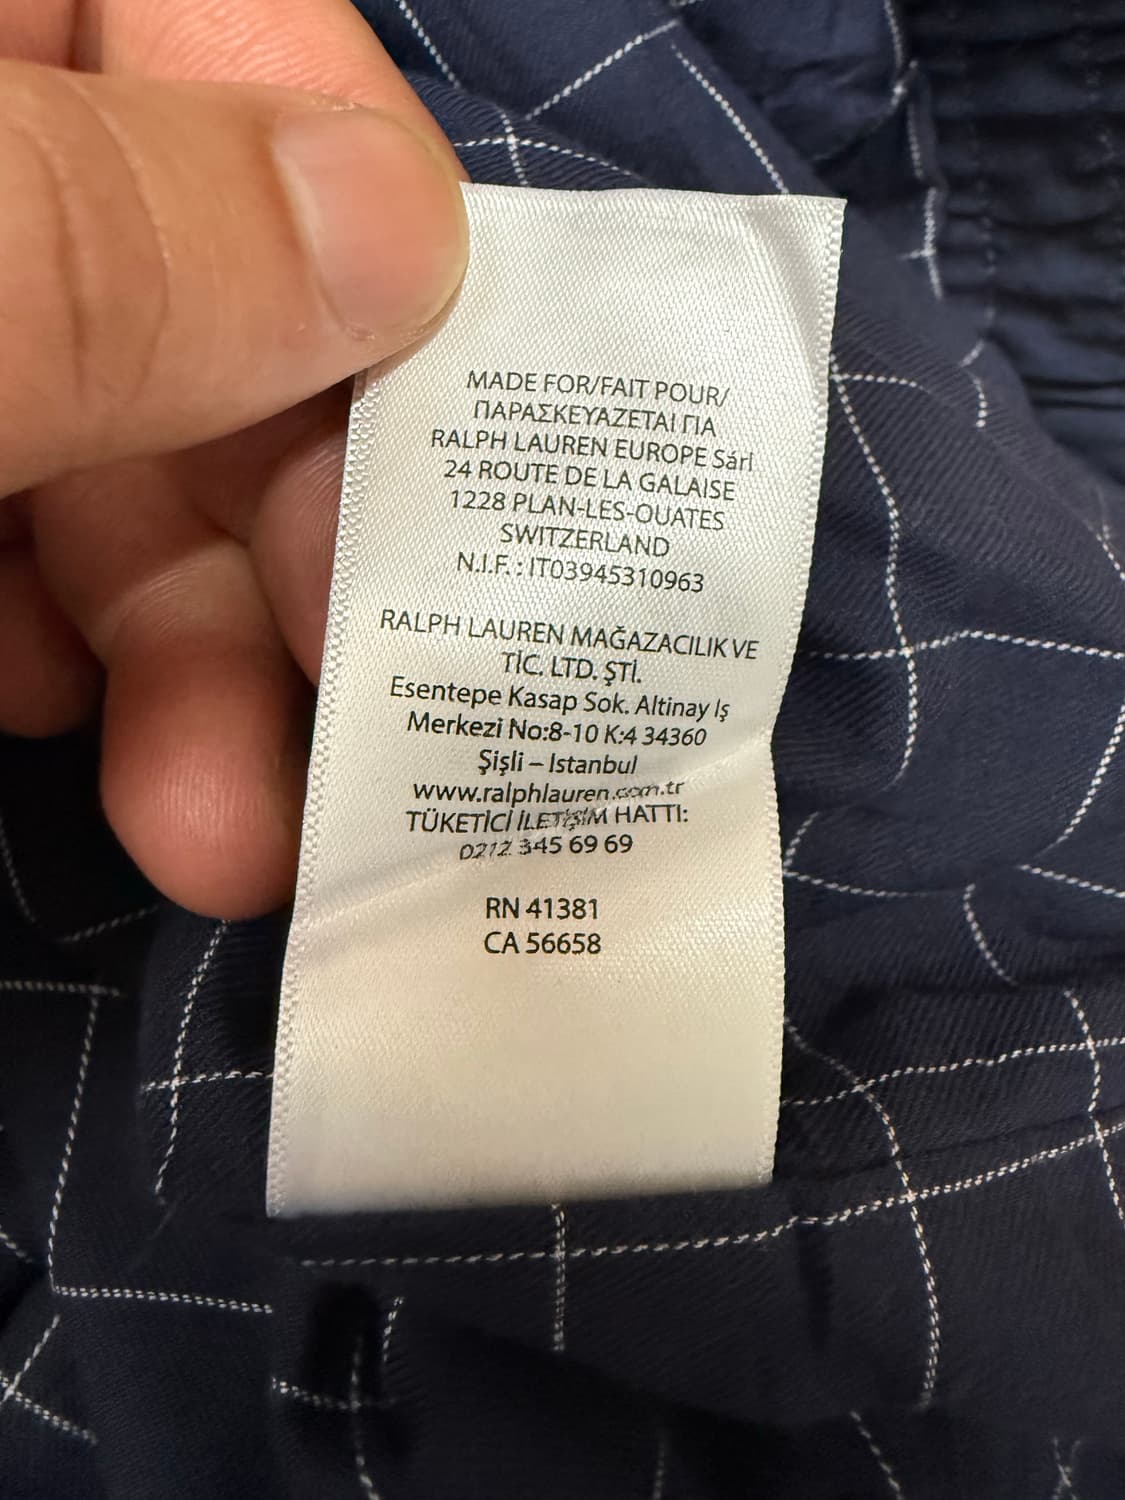 MADE FOR/FAIT POUR/
ΠΑΡΑΣΚΕΥΑΖΕΤΑΙ ΓΙΑ
RALPH LAUREN EUROPE Sárl
24 ROUTE DE LA GALAISE
1228 PLAN-LES-OUATES
SWITZERLAND
N.I.F. : IT03945310963
RALPH LAUREN MAĞAZACILIK VE
TİC. LTD. ŞTİ.
Esentepe Kasap Sok. Altinay Iş
Merkezi No:8-10 K:4 34360
Şişli – Istanbul
www.ralphlauren.com.tr
TÜKETİCİ İLETİŞİM HATTI:
0212 345 69 69
RN 41381
CA 56658